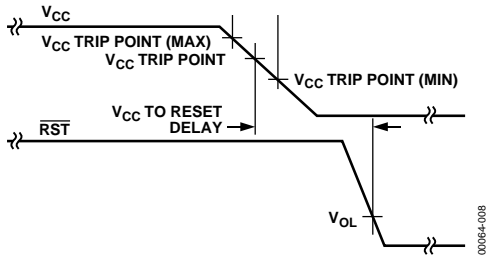 VCC
VCC TRIP POINT (MAX)
VCC TRIP POINT
VCC TRIP POINT (MIN)
VCC TO RESET
DELAY
RST
VOL
00064-008